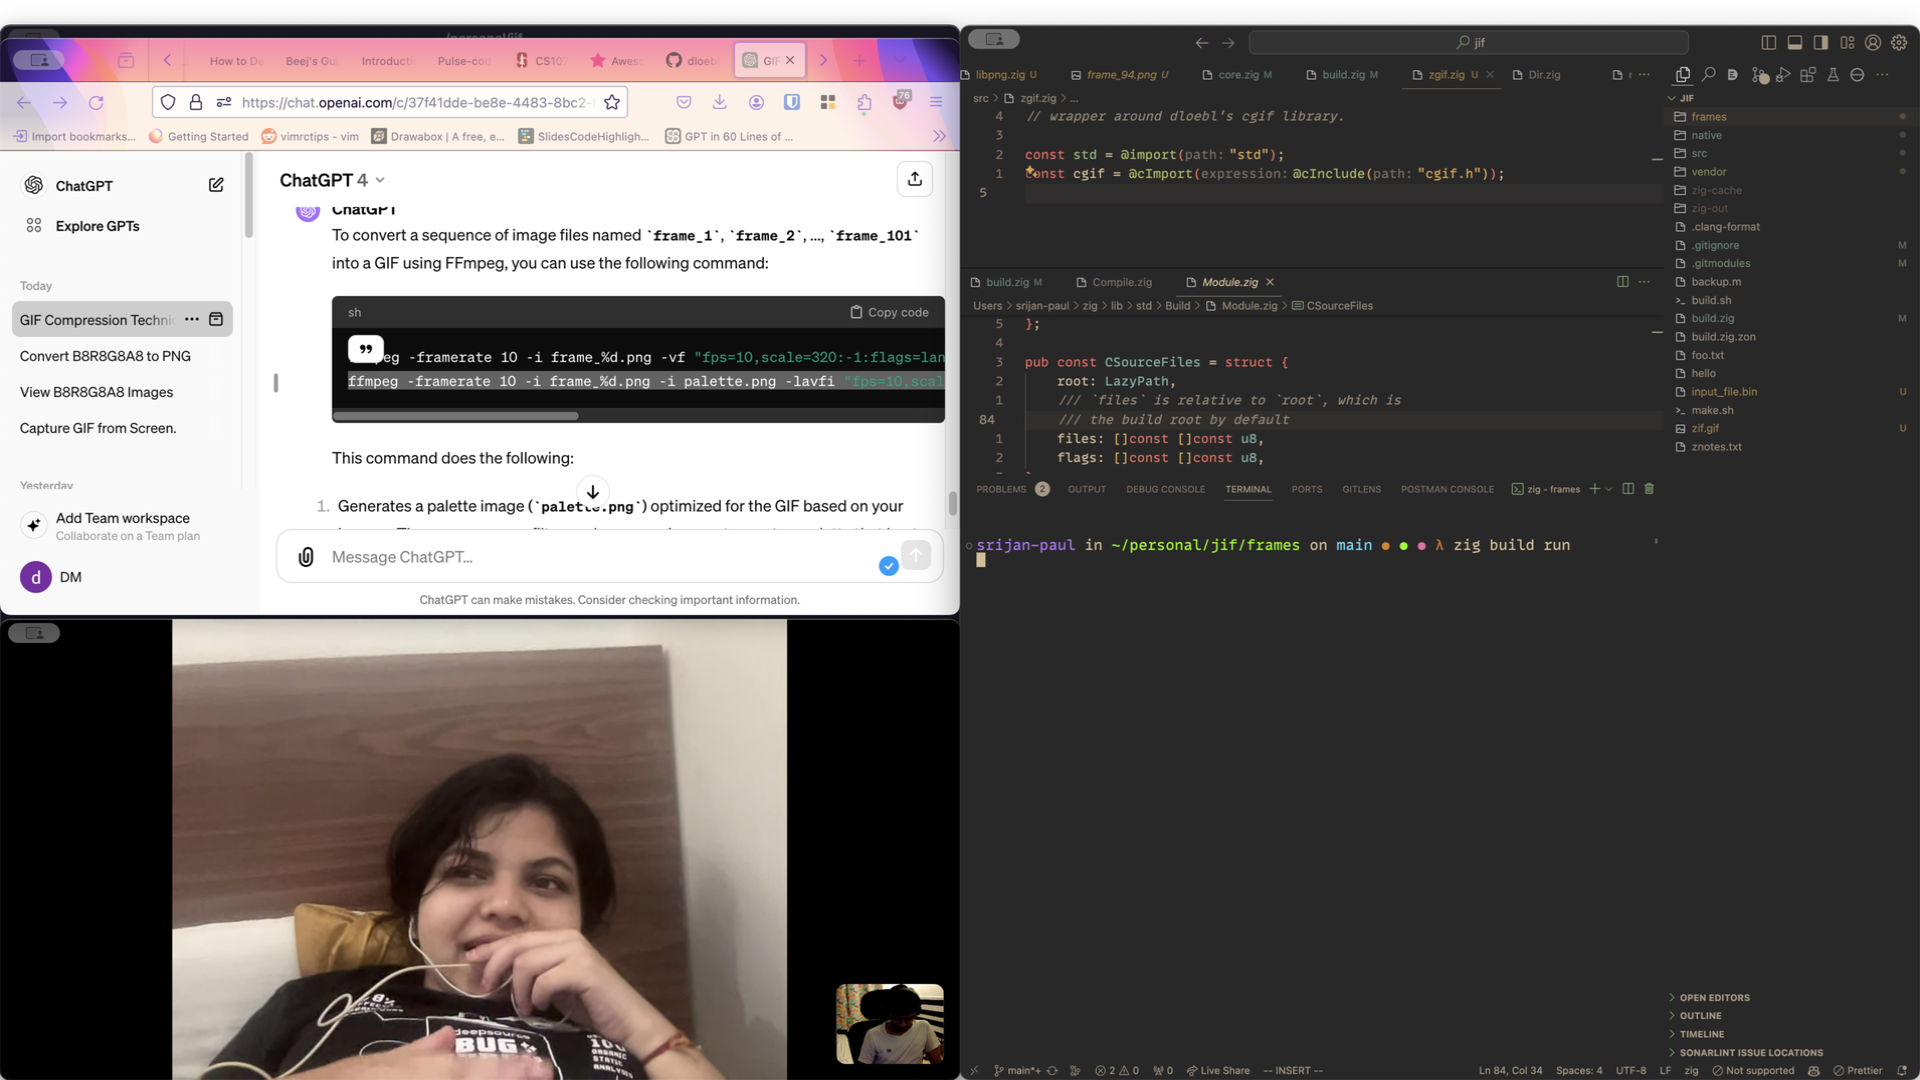 ~/personal/jif
How to De
Beej's Gui
Introducti
Pulse-cod
CS107
Aweso
dloebl
GIF
https://chat.openai.com/c/37f41dde-be8e-4483-8bc2-
76
Import bookmarks...
Getting Started
vimrctips - vim
Drawabox | A free, e...
SlidesCodeHighligh...
GPT in 60 Lines of ...
ChatGPT
Explore GPTs
Today
GIF Compression Techni
Convert B8R8G8A8 to PNG
View B8R8G8A8 Images
Capture GIF from Screen.
Yesterday
Add Team workspace
Collaborate on a Team plan
d
DM
ChatGPT 4
ChatGPT
To convert a sequence of image files named `frame_1`, `frame_2`, ..., `frame_101`
into a GIF using FFmpeg, you can use the following command:
sh
Copy code
eg -framerate 10 -i frame_%d.png -vf "fps=10,scale=320:-1:flags=lan
ffmpeg -framerate 10 -i frame_%d.png -i palette.png -lavfi "fps=10,scal
This command does the following:
1. Generates a palette image (`palette.png`) optimized for the GIF based on your
Message ChatGPT...
ChatGPT can make mistakes. Consider checking important information.
deepsource
BUG
8%
100
ORGANIC
STATIC
ANALYSIS
jif
libpng.zig U
frame_94.png U
core.zig M
build.zig M
zgif.zig U
Dir.zig
src > zgif.zig > ...
4 // wrapper around dloebl's cgif library.
3
2 const std = @import(path: "std");
1 const cgif = @cImport(expression: @cInclude(path: "cgif.h"));
5
build.zig M
Compile.zig
Module.zig
Users > srijan-paul > zig > lib > std > Build > Module.zig > CSourceFiles
5 };
4
3 pub const CSourceFiles = struct {
2 root: LazyPath,
1 /// `files` is relative to `root`, which is
84 /// the build root by default
1 files: []const []const u8,
2 flags: []const []const u8,
PROBLEMS 2
OUTPUT
DEBUG CONSOLE
TERMINAL
PORTS
GITLENS
POSTMAN CONSOLE
zig - frames
srijan-paul in ~/personal/jif/frames on main λ zig build run
JIF
frames
native
src
vendor
zig-cache
zig-out
.clang-format
.gitignore M
.gitmodules M
backup.m
build.sh
build.zig M
build.zig.zon
foo.txt
hello
input_file.bin U
make.sh
zif.gif U
znotes.txt
OPEN EDITORS
OUTLINE
TIMELINE
SONARLINT ISSUE LOCATIONS
main*+
2
0
0
Live Share
-- INSERT --
Ln 84, Col 34
Spaces: 4
UTF-8
LF
zig
Not supported
Prettier